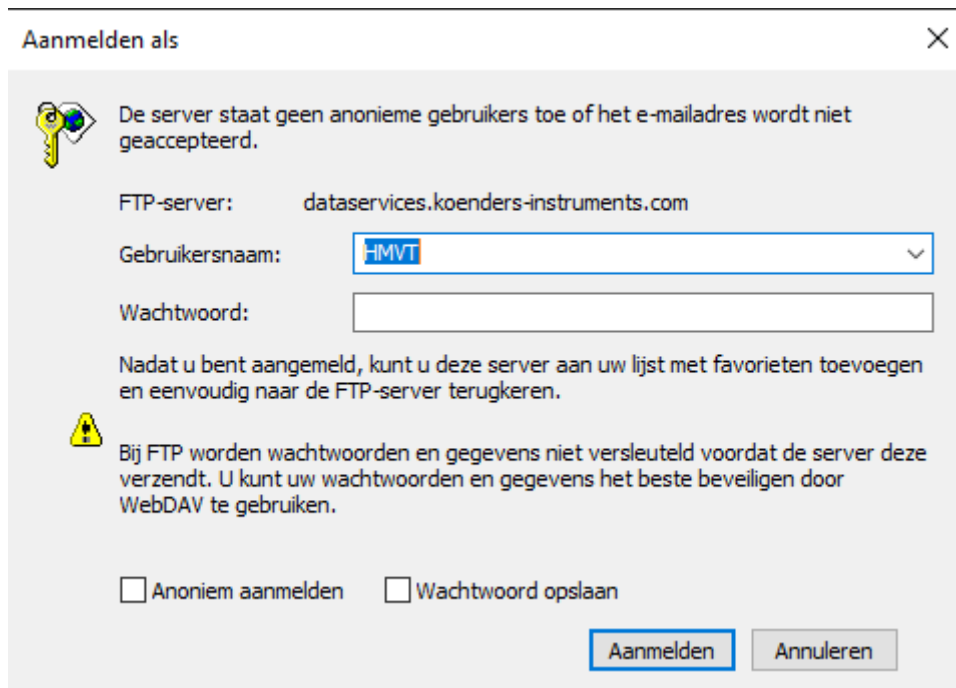 Aanmelden als
De server staat geen anonieme gebruikers toe of het e-mailadres wordt niet
geaccepteerd.
FTP-server: dataservices.koenders-instruments.com
Gebruikersnaam: HMVT
Wachtwoord:
Nadat u bent aangemeld, kunt u deze server aan uw lijst met favorieten toevoegen
en eenvoudig naar de FTP-server terugkeren.
Bij FTP worden wachtwoorden en gegevens niet versleuteld voordat de server deze
verzendt. U kunt uw wachtwoorden en gegevens het beste beveiligen door
WebDAV te gebruiken.
Anoniem aanmelden Wachtwoord opslaan
Aanmelden Annuleren